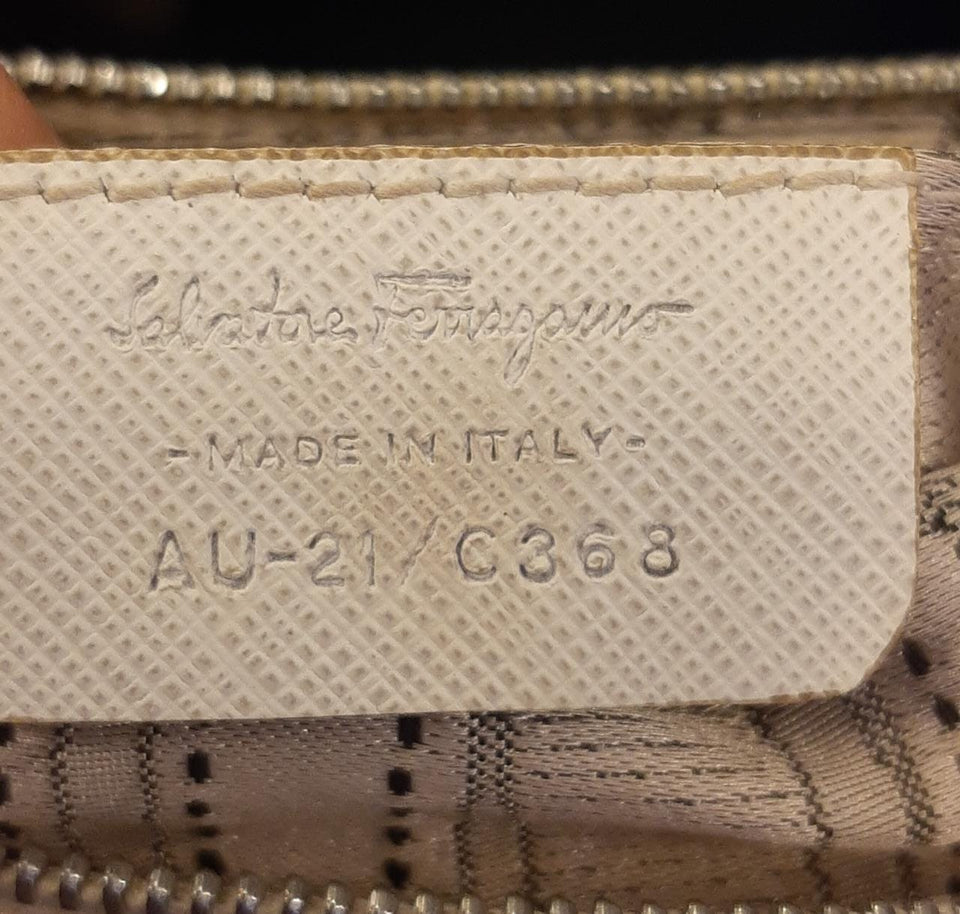 Salvatore Ferragamo
-MADE IN ITALY-
AU-21/C368